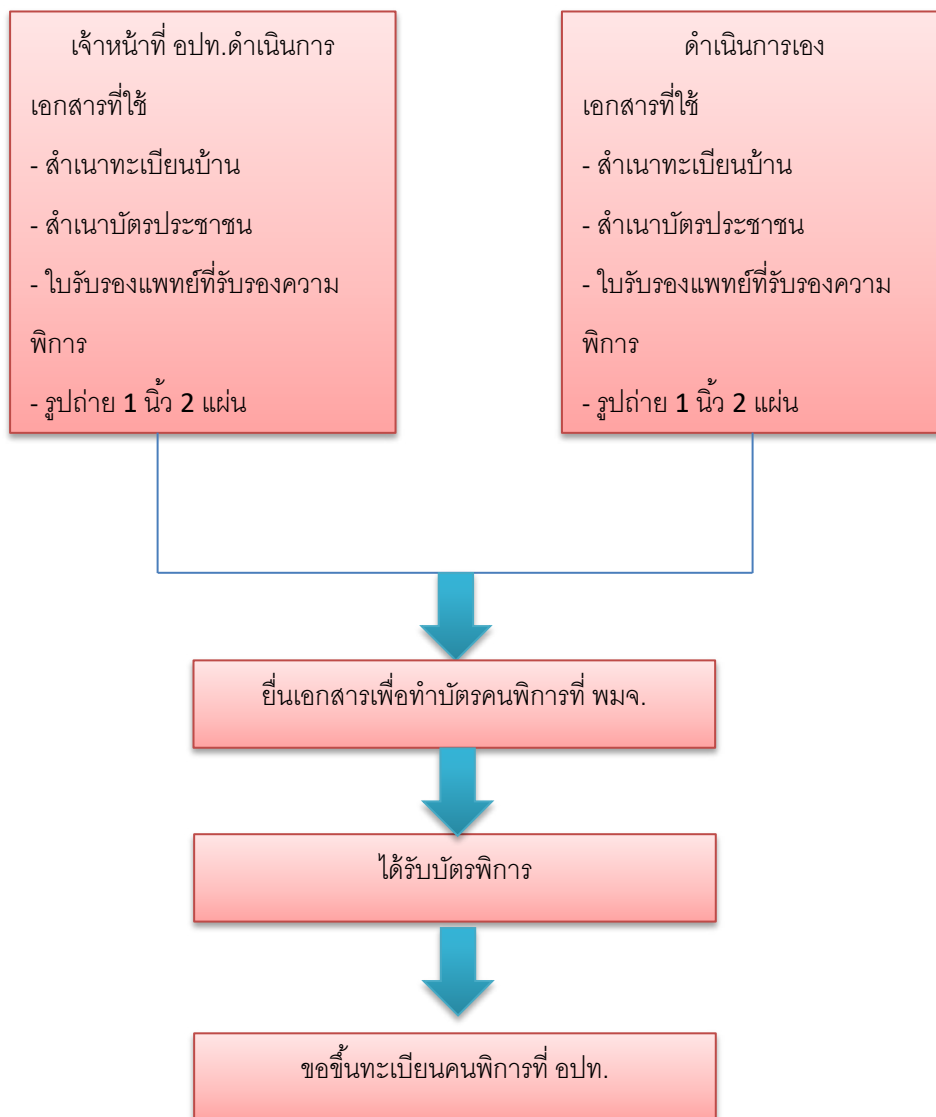 เจ้าหน้าที่ อปท.ดำเนินการ
เอกสารที่ใช้
- สำเนาทะเบียนบ้าน
- สำเนาบัตรประชาชน
- ใบรับรองแพทย์ที่รับรองความ
พิการ
- รูปถ่าย 1 นิ้ว 2 แผ่น
ดำเนินการเอง
เอกสารที่ใช้
- สำเนาทะเบียนบ้าน
- สำเนาบัตรประชาชน
- ใบรับรองแพทย์ที่รับรองความ
พิการ
- รูปถ่าย 1 นิ้ว 2 แผ่น
ยื่นเอกสารเพื่อทำบัตรคนพิการที่ พมจ.
ได้รับบัตรพิการ
ขอขึ้นทะเบียนคนพิการที่ อปท.